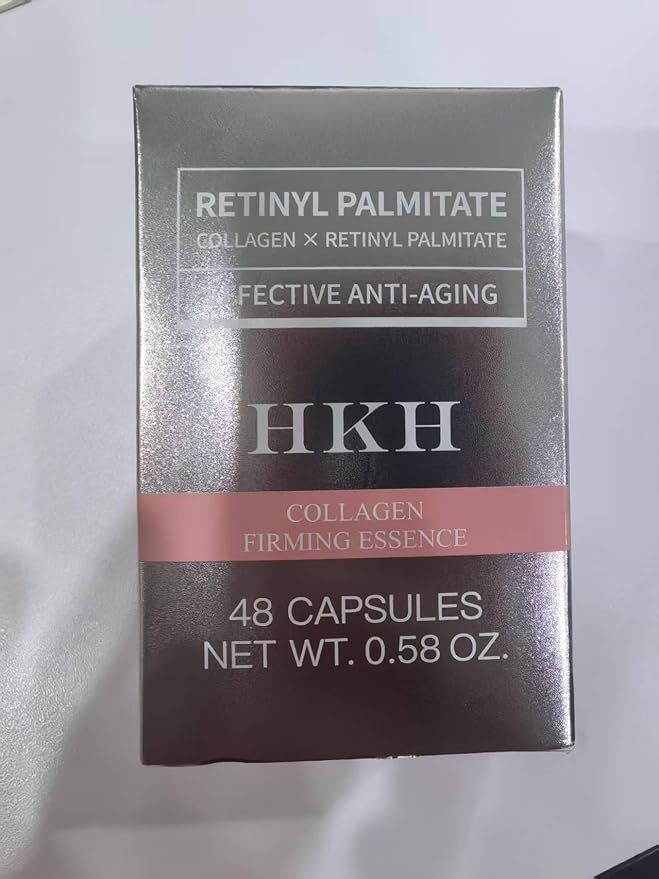 RETINYL PALMITATE
COLLAGEN × RETINYL PALMITATE
FECTIVE ANTI-AGING
HKH
COLLAGEN
FIRMING ESSENCE
48 CAPSULES
NET WT. 0.58 OZ.